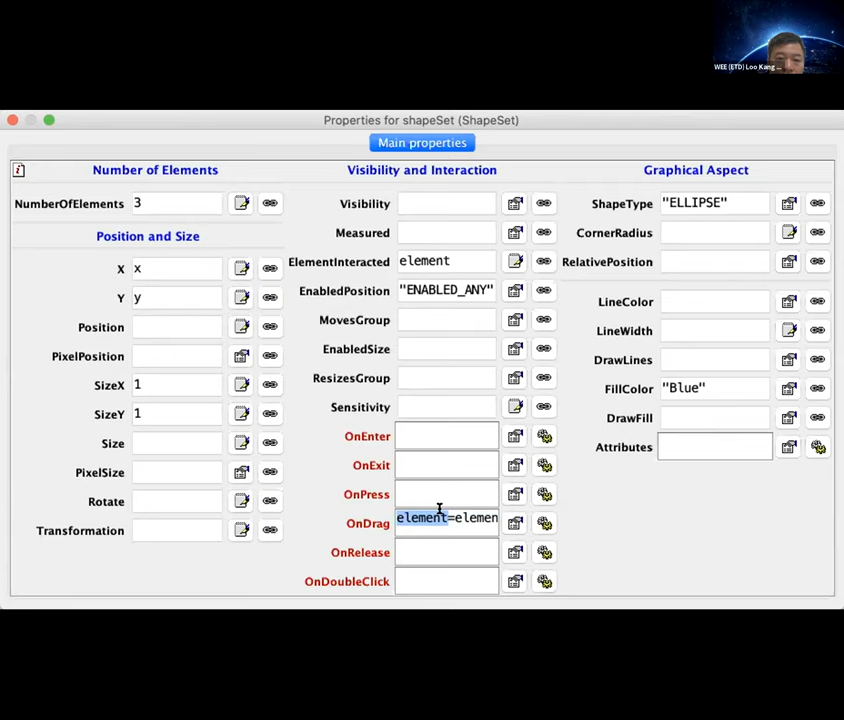 WEE (ETD) Loo Kang ...
Properties for shapeSet (ShapeSet)
Main properties
Number of Elements
NumberOfElements 3
Position and Size
X x
Y y
Position
PixelPosition
SizeX 1
SizeY 1
Size
PixelSize
Rotate
Transformation
Visibility and Interaction
Visibility
Measured
ElementInteracted element
EnabledPosition "ENABLED_ANY"
MovesGroup
EnabledSize
ResizesGroup
Sensitivity
OnEnter
OnExit
OnPress
OnDrag element=elemen
OnRelease
OnDoubleClick
Graphical Aspect
ShapeType "ELLIPSE"
CornerRadius
RelativePosition
LineColor
LineWidth
DrawLines
FillColor "Blue"
DrawFill
Attributes